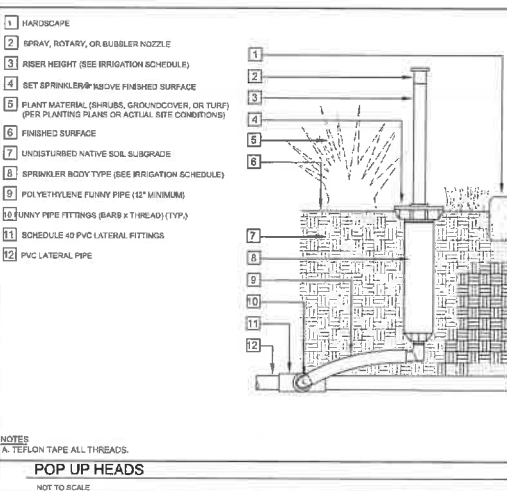 1 HARDSCAPE
2 SPRAY, ROTARY, OR BUBBLER NOZZLE
3 RISER HEIGHT (SEE IRRIGATION SCHEDULE)
4 SET SPRINKLER ABOVE FINISHED SURFACE
5 PLANT MATERIAL (SHRUBS, GROUNDCOVER, OR TURF)
(PER PLANTING PLANS OR ACTUAL SITE CONDITIONS)
6 FINISHED SURFACE
7 UNDISTURBED NATIVE SOIL SUBGRADE
8 SPRINKLER BODY TYPE (SEE IRRIGATION SCHEDULE)
9 POLYETHYLENE FUNNY PIPE (12" MINIMUM)
10 FUNNY PIPE FITTINGS (BARB x THREAD) (TYP.)
11 SCHEDULE 40 PVC LATERAL FITTINGS
12 PVC LATERAL PIPE
1
2
3
4
5
6
7
8
9
10
11
12
NOTES
A. TEFLON TAPE ALL THREADS.
POP UP HEADS
NOT TO SCALE